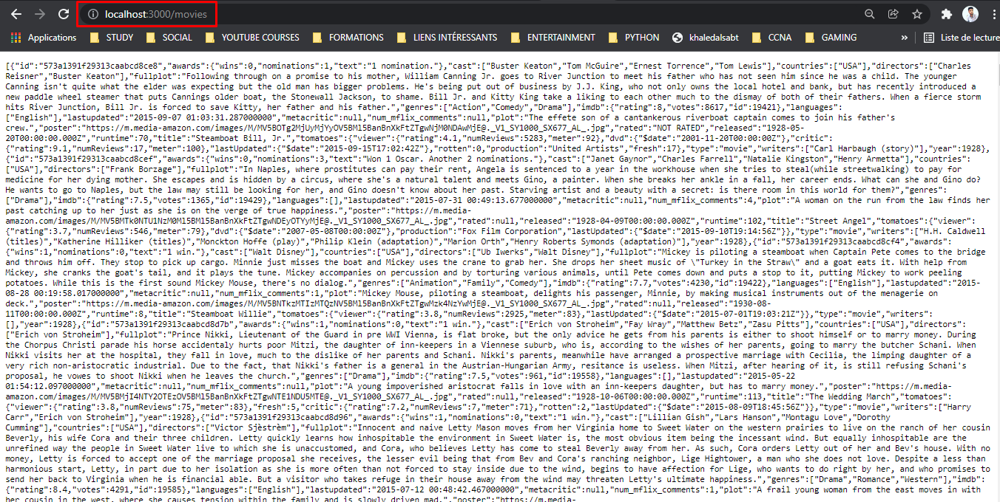 localhost:3000/movies
Applications STUDY SOCIAL YOUTUBE COURSES FORMATIONS LIENS INTÉRESSANTS ENTERTAINMENT PYTHON khaledalsabt CCNA GAMING » Liste de lecture
[{"id":"573a1391f29313caabcd8ce8","awards":{"wins":0,"nominations":1,"text":"1 nomination."},"cast":["Buster Keaton","Tom McGuire","Ernest Torrence","Tom Lewis"],"countries":["USA"],"directors":["Charles
Reisner","Buster Keaton"],"fullplot":"Following through on a promise to his mother, William Canning Jr. goes to River Junction to meet his father who has not seen him since he was a child. The younger
Canning isn't quite what the elder was expecting but the old man has bigger problems. He's being put out of business by J.J. King, who not only owns the local hotel and bank, but has recently introduced a
new paddle wheel steamer that puts Cannings older boat, the Stonewall Jackson, to shame. Bill Jr. and Kitty King take a liking to each other much to the dismay of both of their fathers. When a fierce storm
hits River Junction, Bill Jr. is forced to save Kitty, her father and his father.","genres":["Action","Comedy","Drama"],"imdb":{"rating":8,"votes":8617,"id":19421},"languages":
["English"],"lastupdated":"2015-09-07 01:03:31.287000000","metacritic":null,"num_mflix_comments":null,"plot":"The effete son of a cantankerous riverboat captain comes to join his father's
crew.","poster":"https://m.media-amazon.com/images/M/MV5BOTg2MjUyMjYyOV5BMl5BanBnXkFtZTgwNjM0NDAwMjE@._V1_SY1000_SX677_AL_.jpg","rated":"NOT RATED","released":"1928-05-
20T00:00:00.000Z","runtime":70,"title":"Steamboat Bill, Jr.","tomatoes":{"viewer":{"rating":4.1,"numReviews":5283,"meter":92},"dvd":{"$date":"2001-11-20T00:00:00Z"},"critic":
{"rating":9.1,"numReviews":17,"meter":100},"lastUpdated":{"$date":"2015-09-15T17:02:42Z"},"rotten":0,"production":"United Artists","fresh":17},"type":"movie","writers":["Carl Harbaugh (story)"],"year":1928},
{"id":"573a1391f29313caabcd8cef","awards":{"wins":0,"nominations":3,"text":"Won 1 Oscar. Another 2 nominations."},"cast":["Janet Gaynor","Charles Farrell","Natalie Kingston","Henry Armetta"],"countries":
["USA"],"directors":["Frank Borzage"],"fullplot":"In Naples, where prostitutes can pay their rent, Angela is sentenced to a year in the workhouse when she tries to steal(while streetwalking) to pay for
medicine for her dying mother. She escapes and is hidden by a circus, where she's a natural talent and meets Gino, a painter. When she breaks her ankle in a fall, her career ends. What can she and Gino do?
He wants to go to Naples, but the law may still be looking for her, and Gino doesn't know about her past. Starving artist and a beauty with a secret: is there room in this world for them?","genres":
["Drama"],"imdb":{"rating":7.5,"votes":1365,"id":19429},"languages":[],"lastupdated":"2015-07-31 00:49:13.677000000","metacritic":null,"num_mflix_comments":4,"plot":"A woman on the run from the law finds her
past catching up to her just as she is on the verge of true happiness.","poster":"https://m.media-
amazon.com/images/M/MV5BMTk0NTU1NzM0Ml5BMl5BanBnXkFtZTgwNDEyOTYyMjE@._V1_SY1000_SX677_AL_.jpg","rated":null,"released":"1928-04-09T00:00:00.000Z","runtime":102,"title":"Street Angel","tomatoes":{"viewer":
{"rating":3.7,"numReviews":546,"meter":79},"dvd":{"$date":"2007-05-08T00:00:00Z"},"production":"Fox Film Corporation","lastUpdated":{"$date":"2015-09-10T19:14:56Z"}},"type":"movie","writers":["H.H. Caldwell
(titles)","Katherine Hilliker (titles)","Monckton Hoffe (play)","Philip Klein (adaptation)","Marion Orth","Henry Roberts Symonds (adaptation)"],"year":1928},{"id":"573a1391f29313caabcd8cf4","awards":
{"wins":1,"nominations":0,"text":"1 win."},"cast":["Walt Disney"],"countries":["USA"],"directors":["Ub Iwerks","Walt Disney"],"fullplot":"Mickey is piloting a steamboat when Captain Pete comes to the bridge
and throws him off. They stop to pick up cargo. Minnie just misses the boat and Mickey uses the crane to grab her. She drops her sheet music of \"Turkey in the Straw\" and a goat eats it. With help from
Mickey, she cranks the goat's tail, and it plays the tune. Mickey accompanies on percussion and by torturing various animals, until Pete comes down and puts a stop to it, putting Mickey to work peeling
potatoes. While this is the first sound Mickey Mouse, there's no dialog.","genres":["Animation","Family","Comedy"],"imdb":{"rating":7.7,"votes":4230,"id":19422},"languages":["English"],"lastupdated":"2015-
08-28 00:19:58.017000000","metacritic":null,"num_mflix_comments":1,"plot":"Mickey Mouse, piloting a steamboat, delights his passenger, Minnie, by making musical instruments out of the menagerie on
deck.","poster":"https://m.media-amazon.com/images/M/MV5BNTkzMTIzMTQzNV5BMl5BanBnXkFtZTgwMzk4NzYwMjE@._V1_SY1000_SX677_AL_.jpg","rated":null,"released":"1930-08-
11T00:00:00.000Z","runtime":8,"title":"Steamboat Willie","tomatoes":{"viewer":{"rating":3.8,"numReviews":2925,"meter":83},"lastUpdated":{"$date":"2015-07-01T19:03:21Z"}},"type":"movie","writers":
[],"year":1928},{"id":"573a1391f29313caabcd8d7b","awards":{"wins":1,"nominations":0,"text":"1 win."},"cast":["Erich von Stroheim","Fay Wray","Matthew Betz","Zasu Pitts"],"countries":["USA"],"directors":
["Erich von Stroheim"],"fullplot":"Prince Nikki, Lieutenant of the Guard in pre WWI Vienna, is flat broke, but the only advice he gets from his parents is either to shoot himself or to marry money. During
the Chorpus Christi parade his horse accidentaly hurts poor Mitzi, the daughter of inn-keepers in a Viennese suburb, who is, according to the wishes of her parents, going to marry the butcher Schani. When
Nikki visits her at the hospital, they fall in love, much to the dislike of her parents and Schani. Nikki's parents, meanwhile have arranged a prospective marriage with Cecilia, the limping daughter of a
very rich non-aristocratic industrial. Due to the fact, that Nikki's father is a general in the Austrian-Hungarian Army, resitance is useless. When Mitzi, after hearing of it, is still refusing Schani's
proposal, he vowes to shoot Nikki when he leaves the church.","genres":["Drama"],"imdb":{"rating":7.5,"votes":961,"id":19558},"languages":[],"lastupdated":"2015-05-22
01:54:12.097000000","metacritic":null,"num_mflix_comments":null,"plot":"A young impoverished aristocrat falls in love with an inn-keepers daughter, but has to marry money.","poster":"https://m.media-
amazon.com/images/M/MV5BMjI4NTY2OTEzOV5BMl5BanBnXkFtZTgwNTE1NDU5MTE@._V1_SY1000_SX677_AL_.jpg","rated":null,"released":"1928-10-06T00:00:00.000Z","runtime":113,"title":"The Wedding March","tomatoes":
{"viewer":{"rating":3.8,"numReviews":75,"meter":83},"fresh":5,"critic":{"rating":7.2,"numReviews":7,"meter":71},"rotten":2,"lastUpdated":{"$date":"2015-08-09T18:45:56Z"}},"type":"movie","writers":["Harry
Carr","Erich von Stroheim"],"year":1928},{"id":"573a1391f29313caabcd8d96","awards":{"wins":1,"nominations":0,"text":"1 win."},"cast":["Lillian Gish","Lars Hanson","Montagu Love","Dorothy
Cumming"],"countries":["USA"],"directors":["Victor Sjèstrèm"],"fullplot":"Innocent and naive Letty Mason moves from her Virginia home to Sweet Water on the western prairies to live on the ranch of her cousin
Beverly, his wife Cora and their three children. Letty quickly learns how inhospitable the environment in Sweet Water is, the most obvious item being the incessant wind. But equally inhospitable are the
unrefined way the people in Sweet Water live to which she is unaccustomed, and Cora, who believes Letty has come to steal Beverly away from her. As such, Cora orders Letty out of her and Bev's house. With no
money, Letty is forced to accept one of the marriage proposal she receives, the lesser evil being that from Bev and Cora's ranching neighbor, Lige Hightower, a man who she does not love. Despite a less than
harmonious start, Letty, in part due to her isolation as she is more often than not forced to stay inside due to the wind, begins to have affection for Lige, who wants to do right by her, and who promises to
send her back to Virginia when he is financial able. But a visitor who takes refuge in their house away from the wind may threaten Letty's ultimate happiness.","genres":["Drama","Romance","Western"],"imdb":
{"rating":8.4,"votes":4291,"id":19585},"languages":["English"],"lastupdated":"2015-07-12 00:48:42.467000000","metacritic":null,"num_mflix_comments":1,"plot":"A frail young woman from the east moves in with
her cousin in the west, where she causes tension within the family and is slowly driven mad.","poster":"https://m.media-